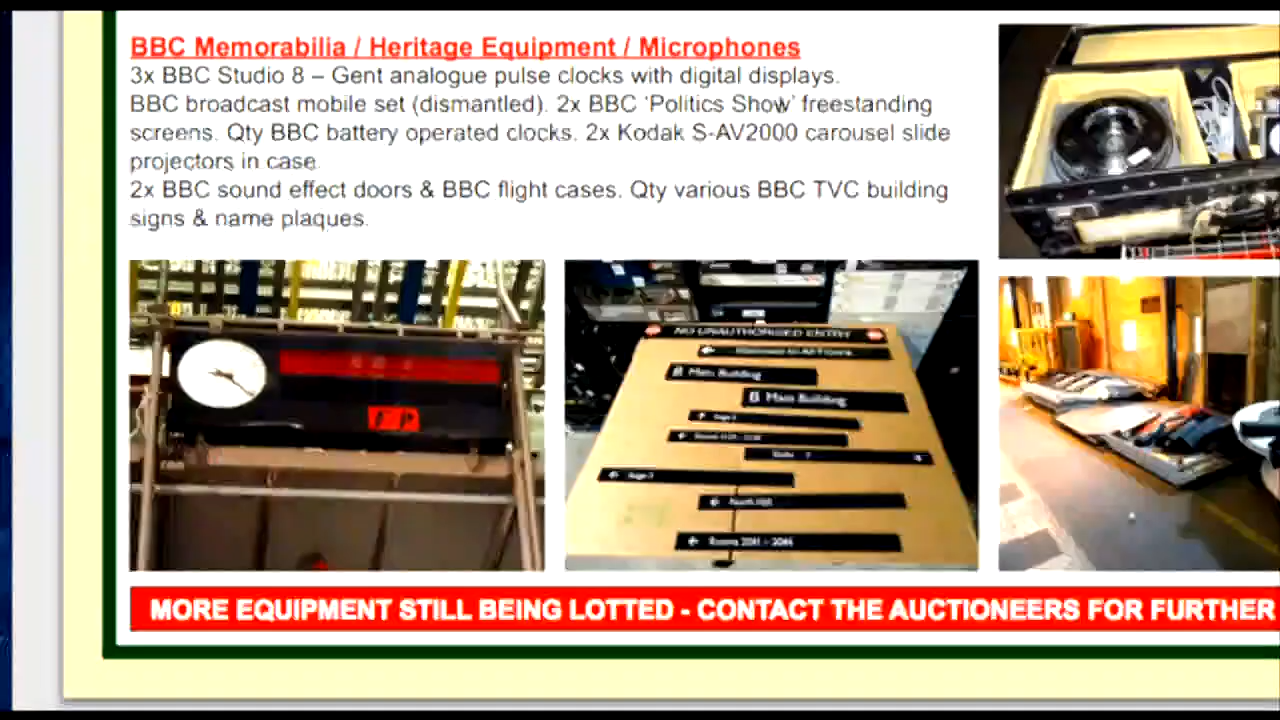 BBC Memorabilia / Heritage Equipment / Microphones
3x BBC Studio 8 – Gent analogue pulse clocks with digital displays.
BBC broadcast mobile set (dismantled). 2x BBC ‘Politics Show’ freestanding
screens. Qty BBC battery operated clocks. 2x Kodak S-AV2000 carousel slide
projectors in case.
2x BBC sound effect doors & BBC flight cases. Qty various BBC TVC building
signs & name plaques.
NO UNAUTHORISED ENTRY
Main Building
Main Building
Stage 7
MORE EQUIPMENT STILL BEING LOTTED - CONTACT THE AUCTIONEERS FOR FURTHER